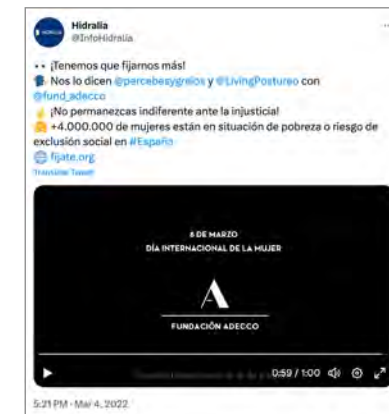 Hidralia
@InfoHidralia
¡Tenemos que fijarnos más!
Nos lo dicen @percebesygrelos y @LivingPostureo con
@fund_adecco
¡No permanezcas indiferente ante la injusticia!
+4.000.000 de mujeres están en situación de pobreza o riesgo de
exclusión social en #España
fijate.org
Translate Tweet
8 DE MARZO
DÍA INTERNACIONAL DE LA MUJER
FUNDACIÓN ADECCO
0:59 / 1:00
5:21 PM · Mar 4, 2022